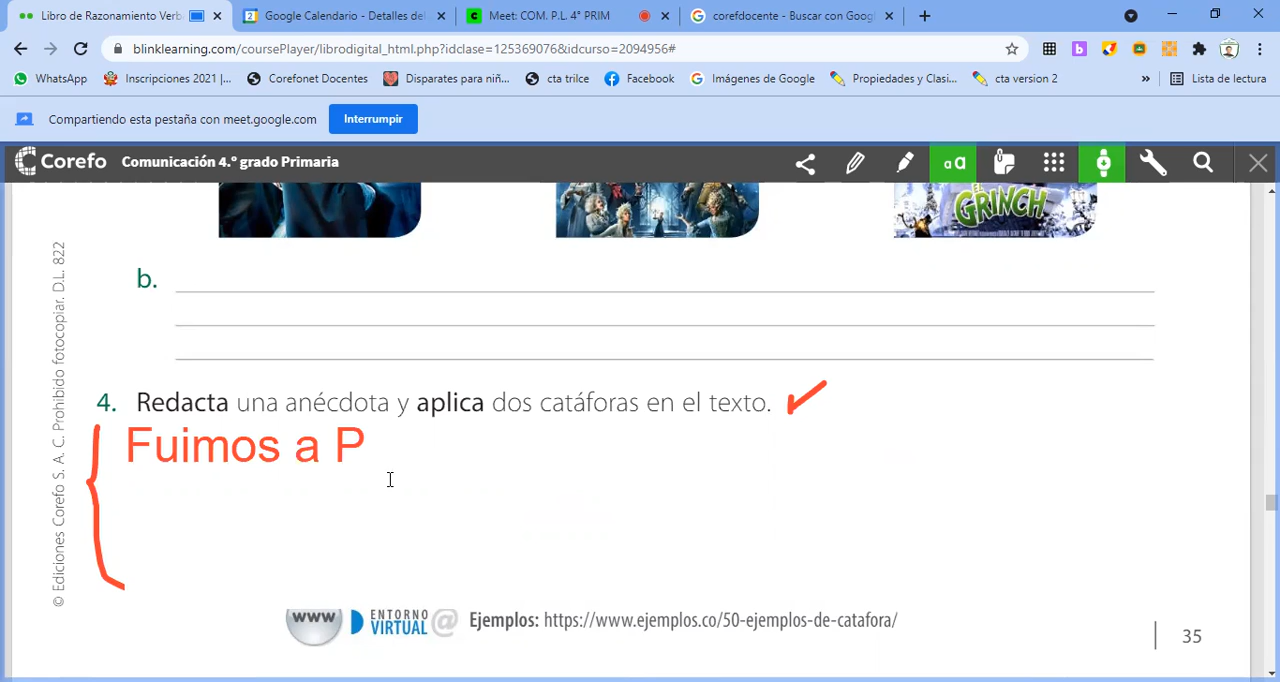 Libro de Razonamiento Verb
Google Calendario - Detalles del
Meet: COM. P.L. 4° PRIM
corefdocente - Buscar con Goog
blinklearning.com/coursePlayer/librodigital_html.php?idclase=125369076&idcurso=2094956#
WhatsApp
Inscripciones 2021 |...
Corefonet Docentes
Disparates para niñ...
cta trilce
Facebook
Imágenes de Google
Propiedades y Clasi...
cta version 2
»
Lista de lectura
Compartiendo esta pestaña con meet.google.com
Interrumpir
Corefo
Comunicación 4.º grado Primaria
a a
EL GRINCH
b.
4. Redacta una anécdota y aplica dos catáforas en el texto.
Fuimos a P
© Ediciones Corefo S. A. C. Prohibido fotocopiar. D.L. 822
www
ENTORNO
VIRTUAL
@
Ejemplos: https://www.ejemplos.co/50-ejemplos-de-catafora/
35